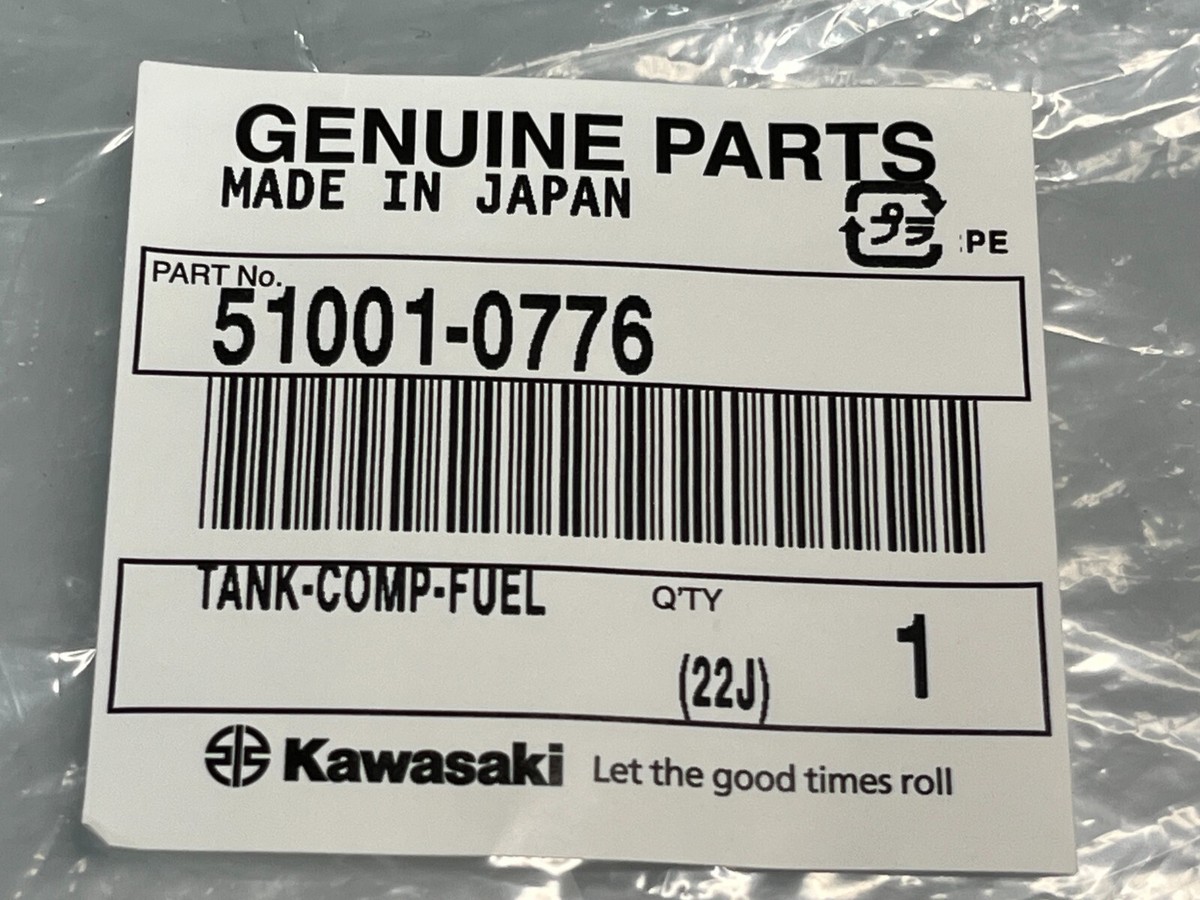 GENUINE PARTS
MADE IN JAPAN
プラ :PE
PART No.
51001-0776
TANK-COMP-FUEL Q'TY
(22J) 1
Kawasaki Let the good times roll